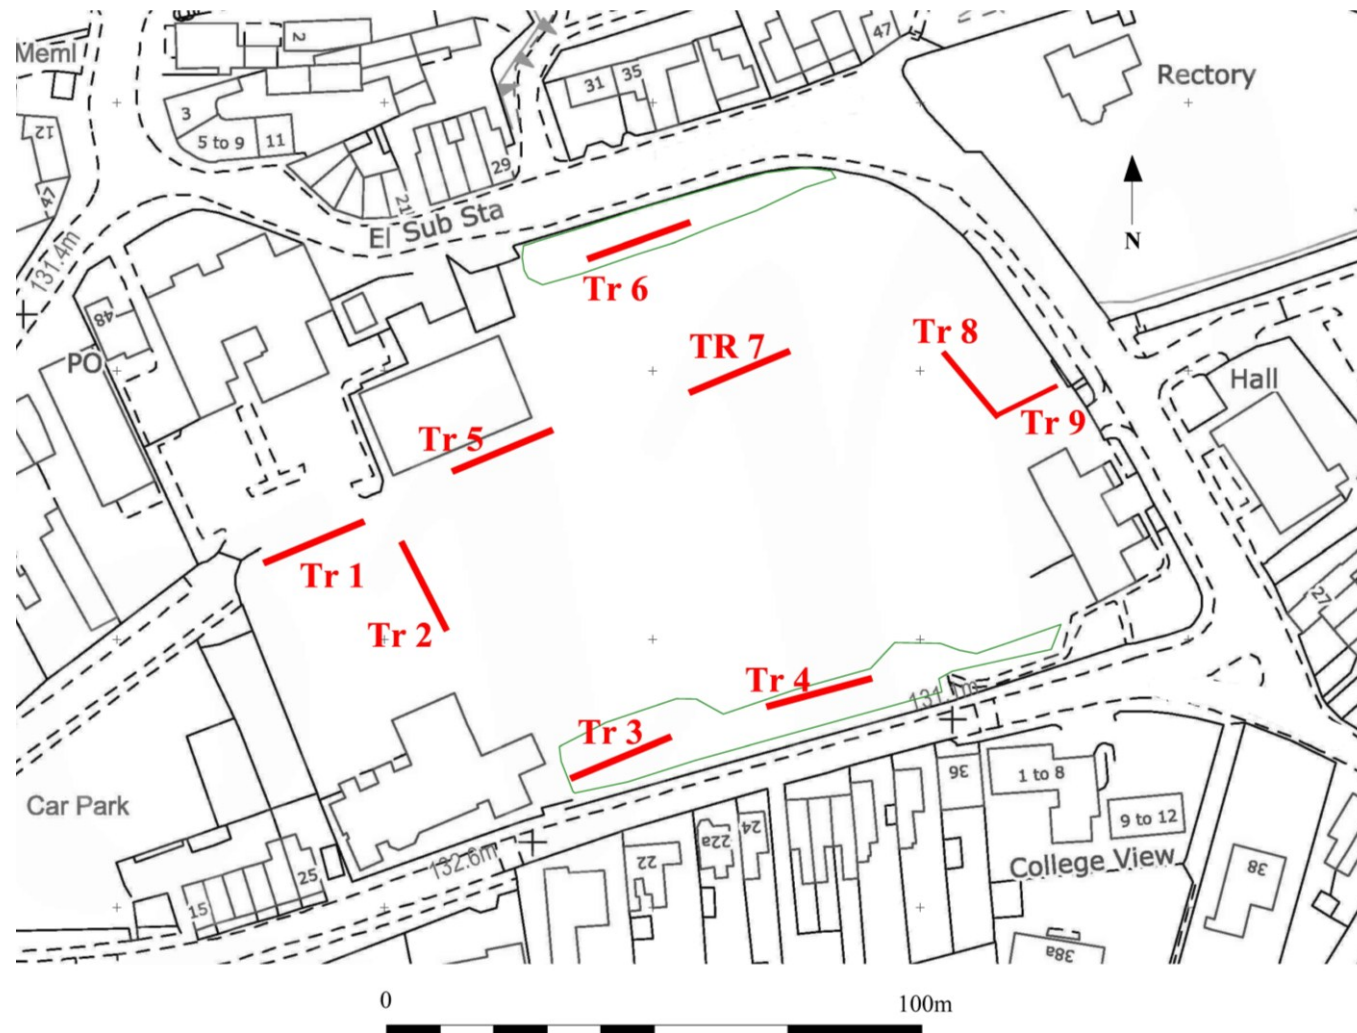 2
47
Meml
31
35
Rectory
3
12
5 to 9
11
29
47
21
El Sub Sta
131.4m
N
Tr 6
48
PO
TR 7
Tr 8
Hall
Tr 9
Tr 5
Tr 1
Tr 2
27
Tr 4
Tr 3
36
1 to 8
Car Park
9 to 12
24
22a
22
132.6m
College View
38
25
15
38a
0
100m